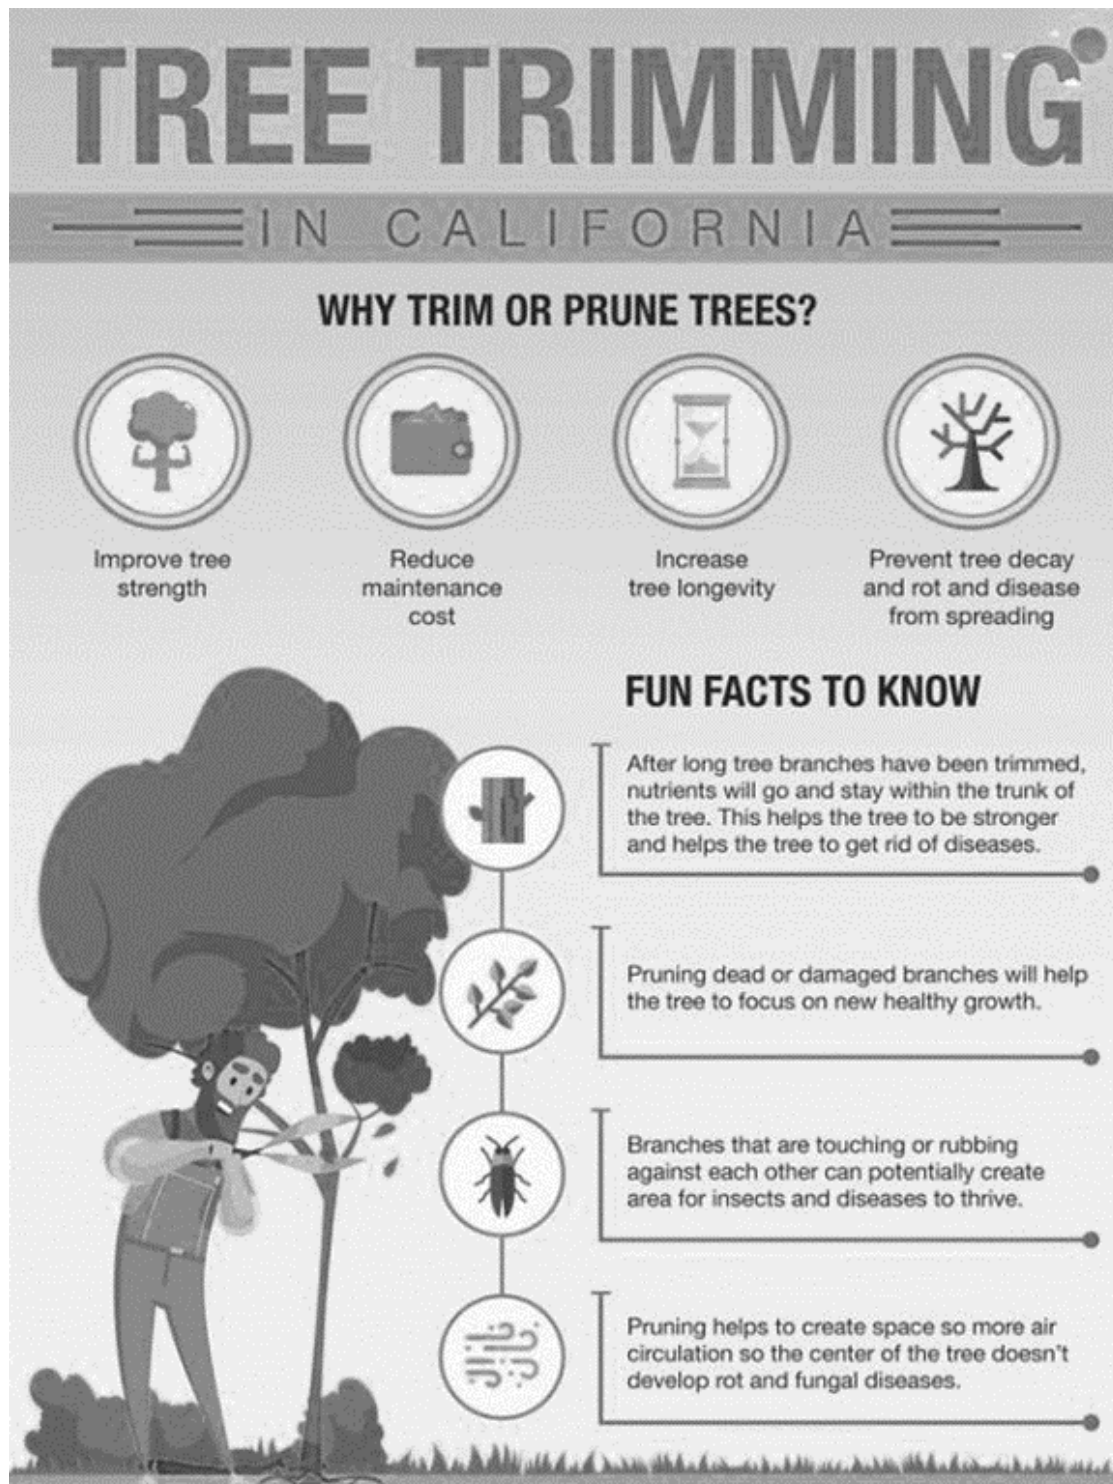 TREE TRIMMING
IN CALIFORNIA
WHY TRIM OR PRUNE TREES?
Improve tree
strength
Reduce
maintenance
cost
Increase
tree longevity
Prevent tree decay
and rot and disease
from spreading
FUN FACTS TO KNOW
After long tree branches have been trimmed,
nutrients will go and stay within the trunk of
the tree. This helps the tree to be stronger
and helps the tree to get rid of diseases.
Pruning dead or damaged branches will help
the tree to focus on new healthy growth.
Branches that are touching or rubbing
against each other can potentially create
area for insects and diseases to thrive.
Pruning helps to create space so more air
circulation so the center of the tree doesn't
develop rot and fungal diseases.